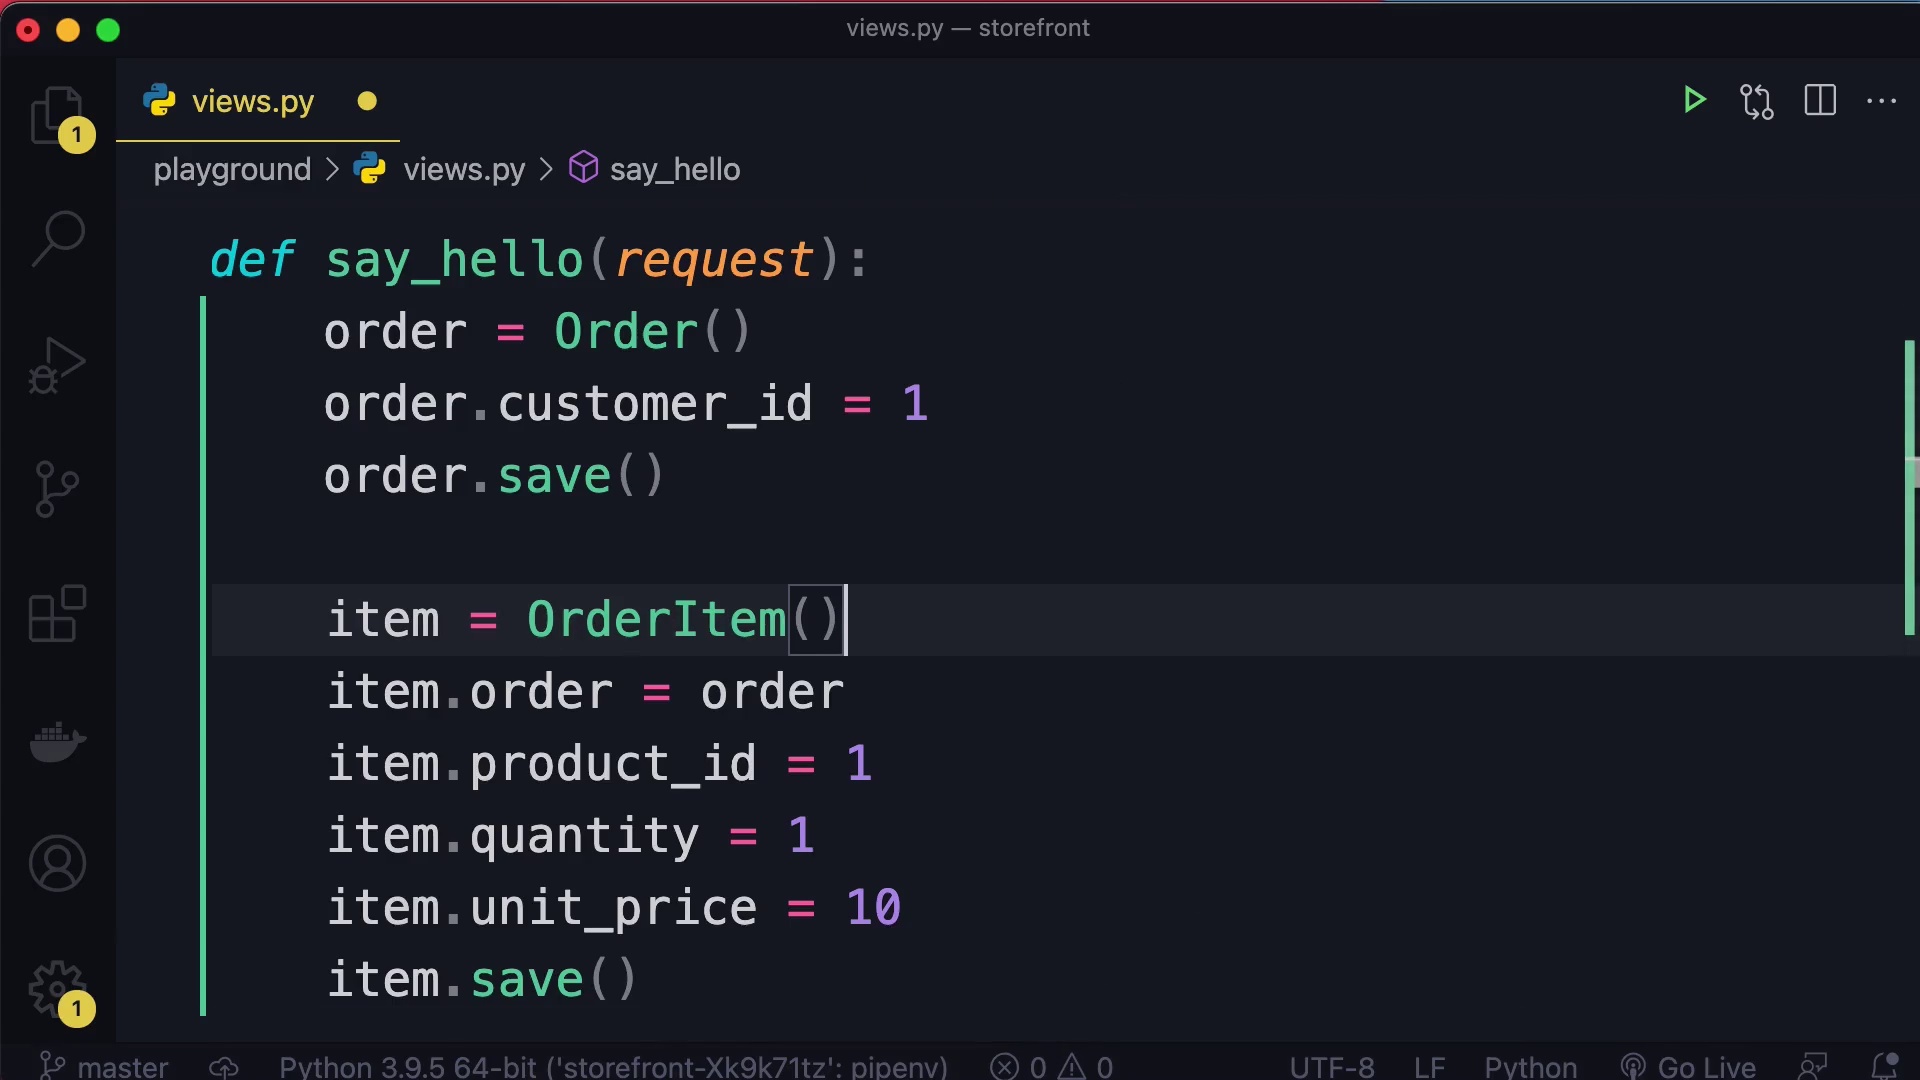 views.py — storefront
views.py
1
playground > views.py > say_hello
def say_hello(request):
order = Order()
order.customer_id = 1
order.save()
item = OrderItem()
item.order = order
item.product_id = 1
item.quantity = 1
item.unit_price = 10
item.save()
1
master Python 3.9.5 64-bit ('storefront-Xk9k71tz': pipenv) 0 0 UTF-8 LF Python Go Live